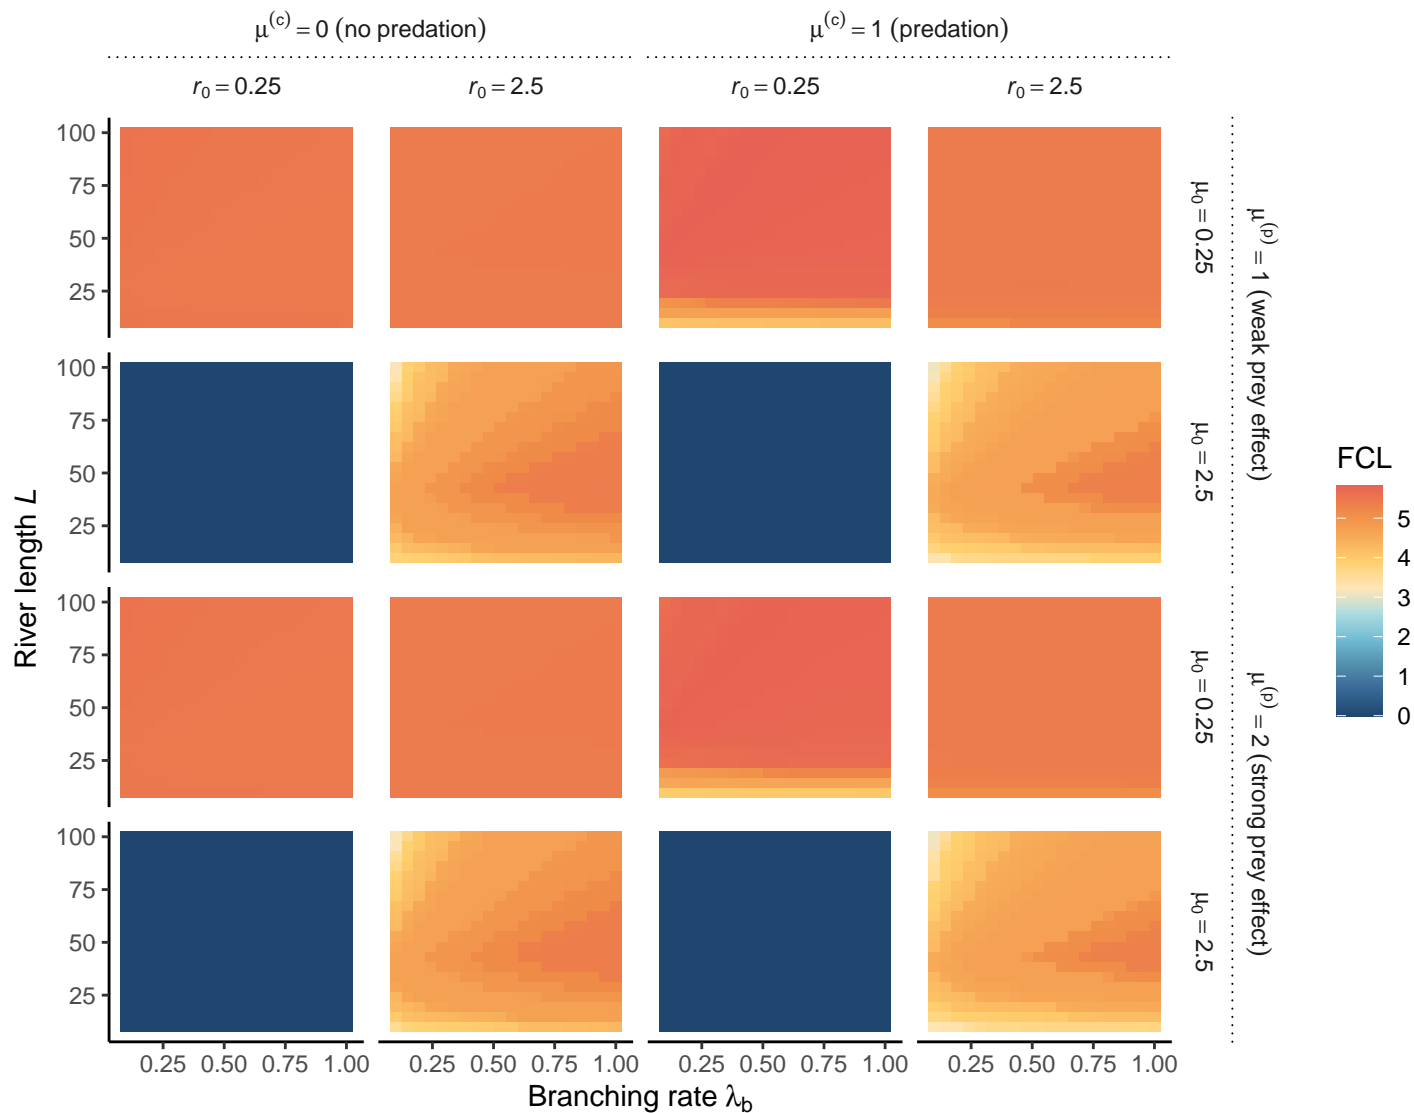 μ⁽ᶜ⁾ = 0 (no predation)
μ⁽ᶜ⁾ = 1 (predation)
r₀ = 0.25
r₀ = 2.5
r₀ = 0.25
r₀ = 2.5
100
75
50
25
μ₀ = 0.25
100
75
50
25
μ₀ = 2.5
μ⁽ᵖ⁾ = 1 (weak prey effect)
100
75
50
25
μ₀ = 0.25
100
75
50
25
μ₀ = 2.5
μ⁽ᵖ⁾ = 2 (strong prey effect)
River length L
0.25 0.50 0.75 1.00
0.25 0.50 0.75 1.00
0.25 0.50 0.75 1.00
0.25 0.50 0.75 1.00
Branching rate λb
FCL
5
4
3
2
1
0